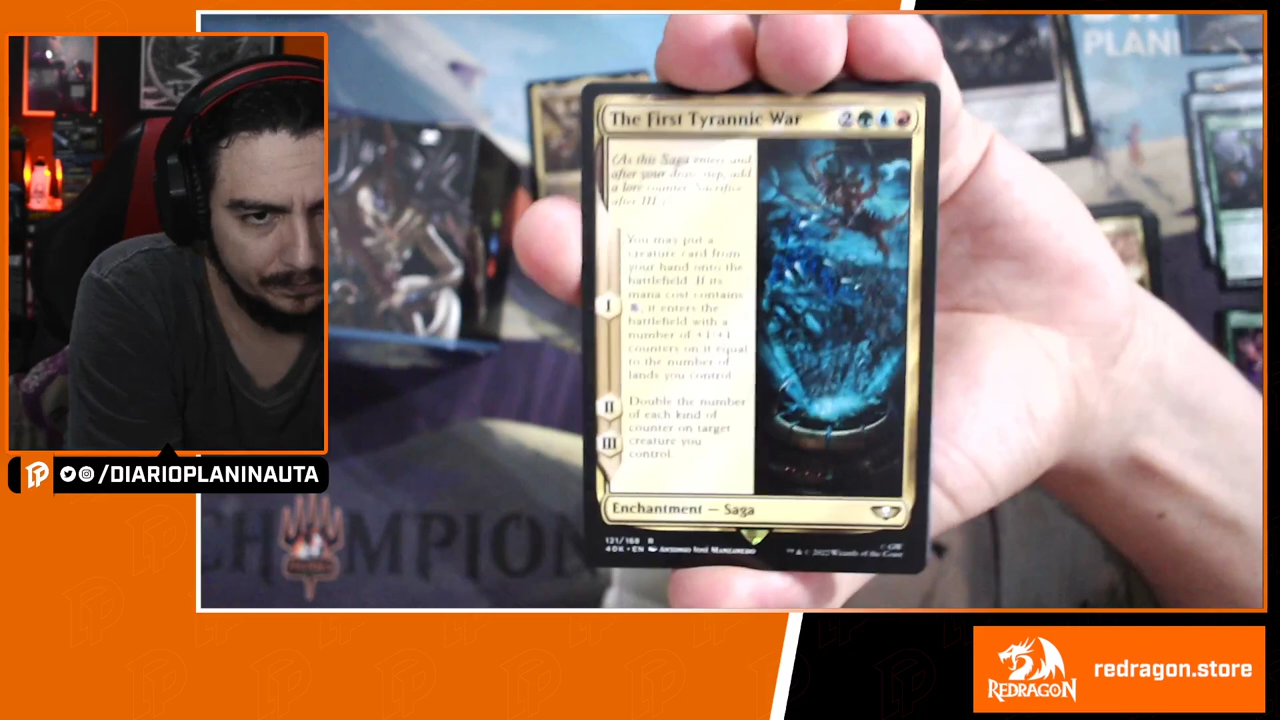 PLANI
The First Tyrannic War
2
(As this Saga enters and
after your draw step, add
a lore counter. Sacrifice
after III.)
You may put a
creature card from
your hand onto the
battlefield. If its
mana cost contains
, it enters the
battlefield with a
number of +1/+1
counters on it equal
to the number of
lands you control.
I
II
III
Double the number
of each kind of
counter on target
creature you
control.
Enchantment — Saga
121/168 R
40K • EN Antonio José Manzanedo
™ & © 2022 Wizards of the Coast
© GW
/DIARIOPLANINAUTA
CHAMPION
REDRAGON
redragon.store